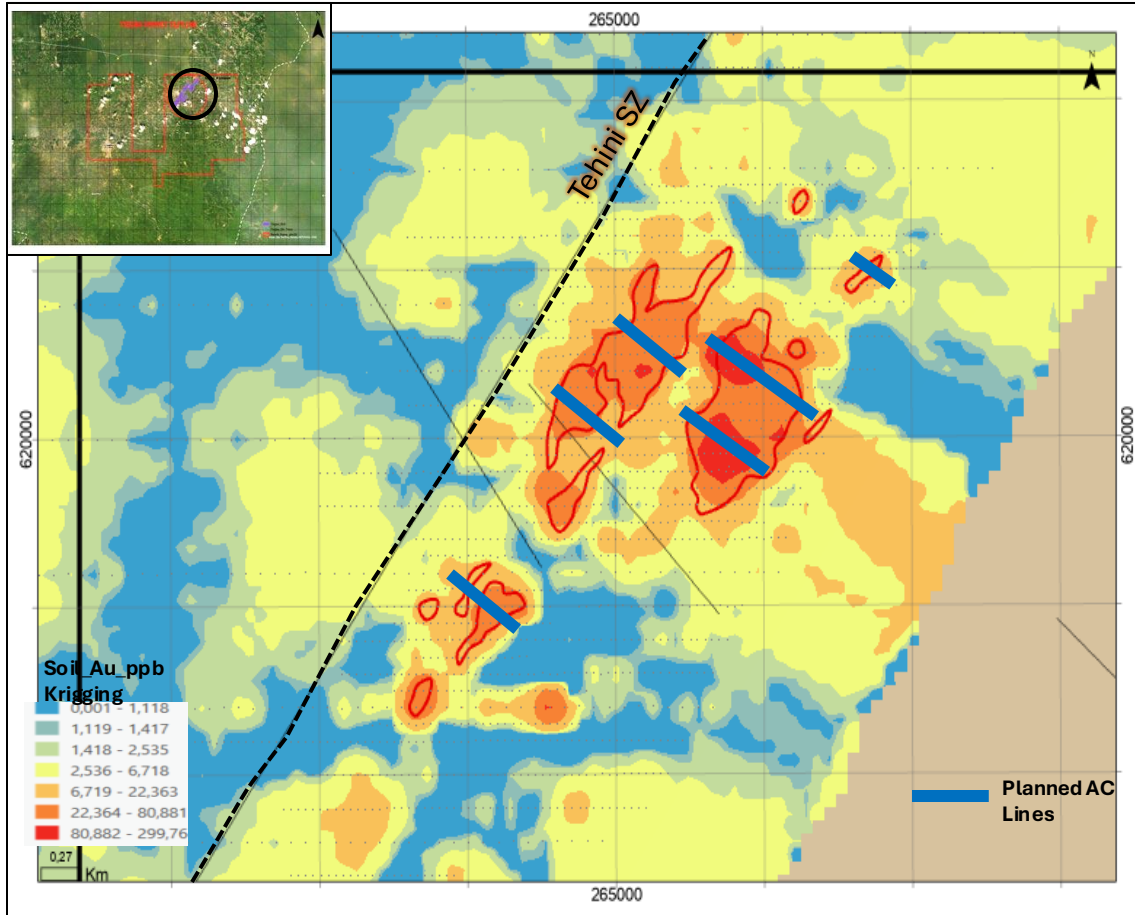 265000
N
Tehini SZ
620000
620000
Soil_Au_ppb
Krigging
0,001 - 1,118
1,119 - 1,417
1,418 - 2,535
2,536 - 6,718
6,719 - 22,363
22,364 - 80,881
80,882 - 299,76
0,27
Km
Planned AC
Lines
265000